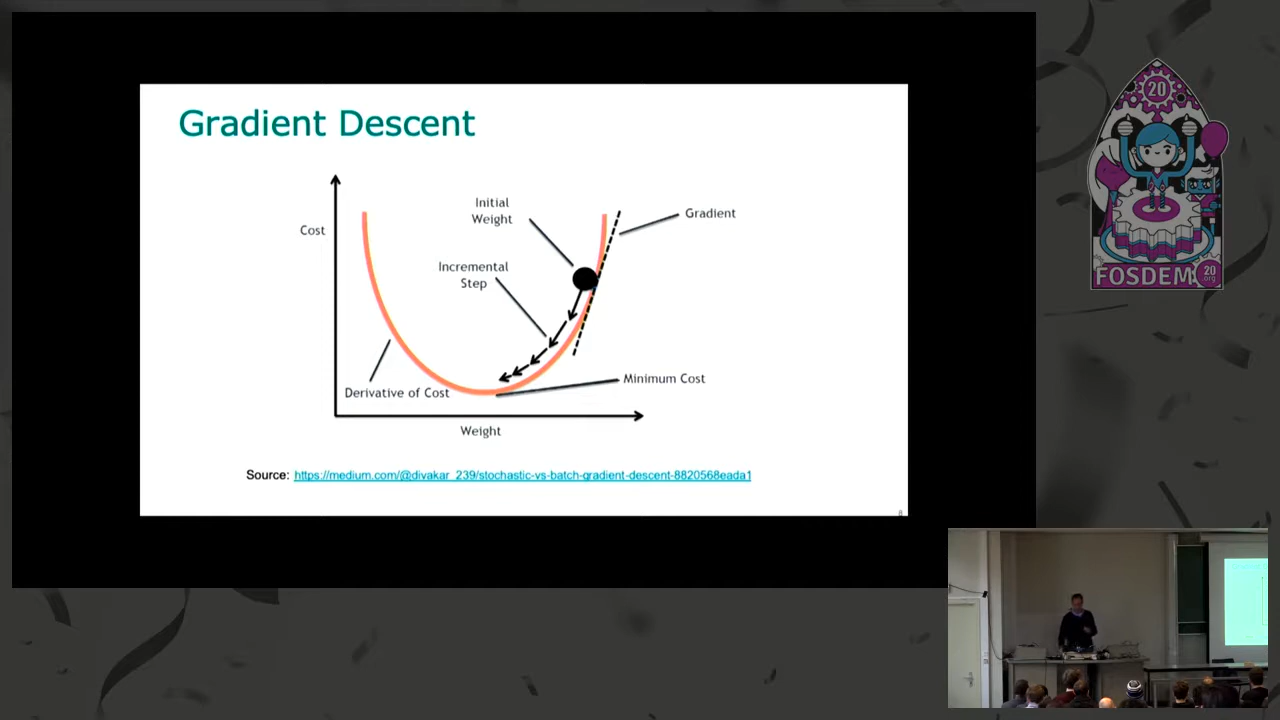 Gradient Descent
Initial
Weight
Gradient
Cost
Incremental
Step
Minimum Cost
Derivative of Cost
Weight
Source: https://medium.com/@divakar_239/stochastic-vs-batch-gradient-descent-8820568eada1
20
FOSDEM 20
.org